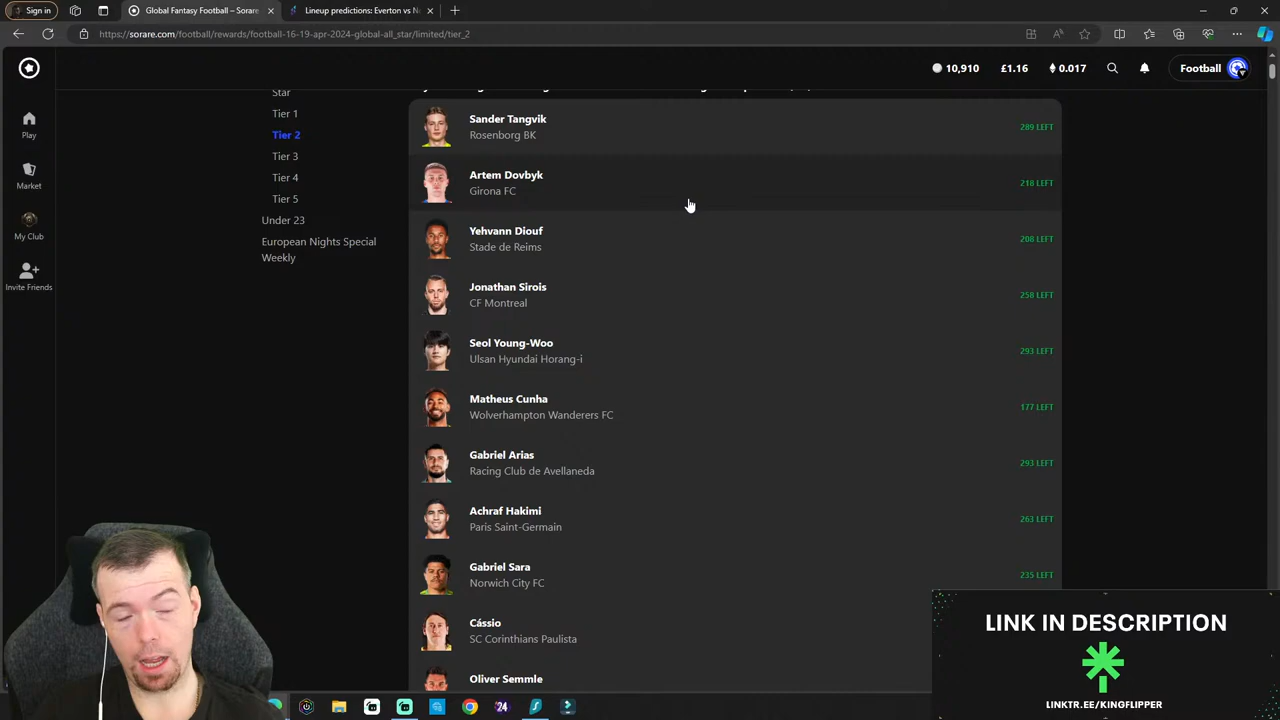 Sign in
Global Fantasy Football – Sorare
Lineup predictions: Everton vs N
https://sorare.com/football/rewards/football-16-19-apr-2024-global-all_star/limited/tier_2
10,910
£1.16
0.017
Football
Play
Market
My Club
Invite Friends
Star
Tier 1
Tier 2
Tier 3
Tier 4
Tier 5
Under 23
European Nights Special
Weekly
Sander Tangvik
Rosenborg BK
289 LEFT
Artem Dovbyk
Girona FC
218 LEFT
Yehvann Diouf
Stade de Reims
208 LEFT
Jonathan Sirois
CF Montreal
258 LEFT
Seol Young-Woo
Ulsan Hyundai Horang-i
293 LEFT
Matheus Cunha
Wolverhampton Wanderers FC
177 LEFT
Gabriel Arias
Racing Club de Avellaneda
293 LEFT
Achraf Hakimi
Paris Saint-Germain
263 LEFT
Gabriel Sara
Norwich City FC
235 LEFT
Cássio
SC Corinthians Paulista
Oliver Semmle
LINK IN DESCRIPTION
LINKTR.EE/KINGFLIPPER